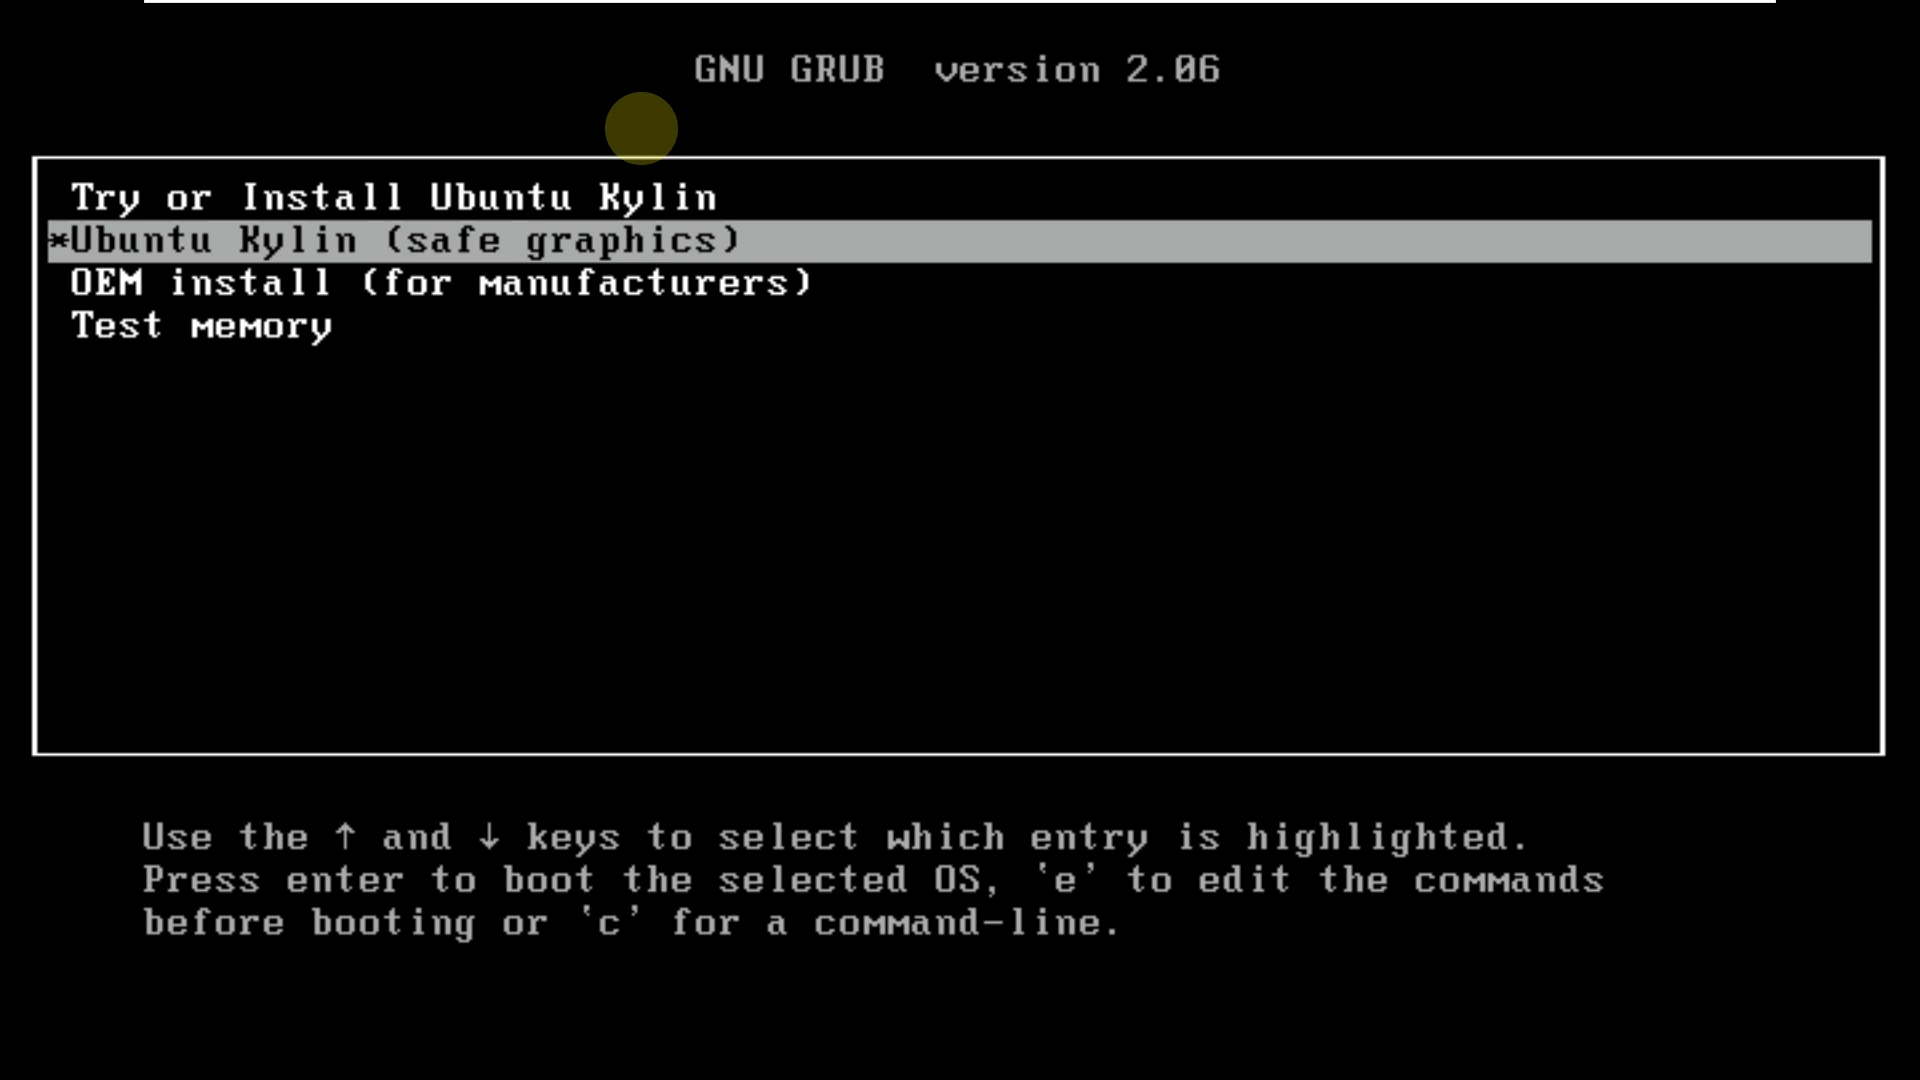 GNU GRUB  version 2.06
Try or Install Ubuntu Kylin
*Ubuntu Kylin (safe graphics)
OEM install (for manufacturers)
Test memory
Use the ↑ and ↓ keys to select which entry is highlighted.
Press enter to boot the selected OS, `e' to edit the commands
before booting or `c' for a command-line.